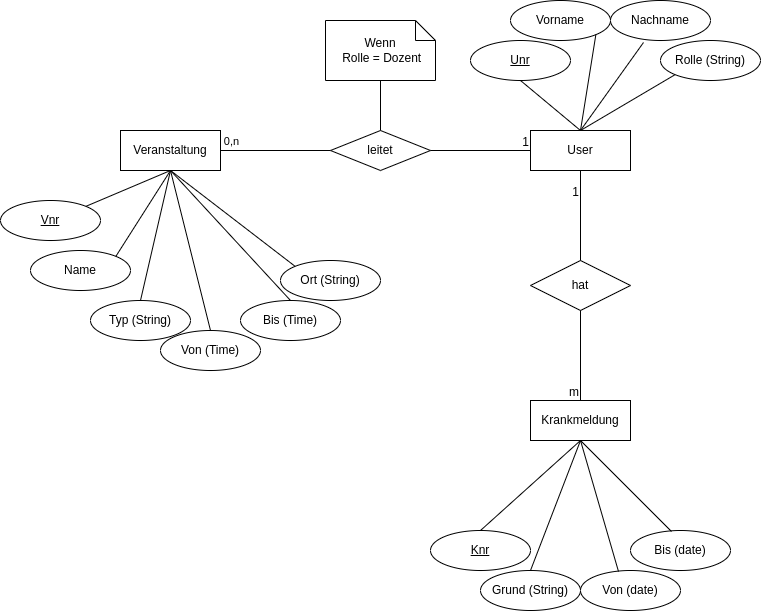 Vorname
Nachname
Wenn
Rolle = Dozent
Unr
Rolle (String)
Veranstaltung
0,n
leitet
1
User
1
Vnr
Name
Ort (String)
hat
Typ (String)
Bis (Time)
Von (Time)
m
Krankmeldung
Knr
Bis (date)
Grund (String)
Von (date)